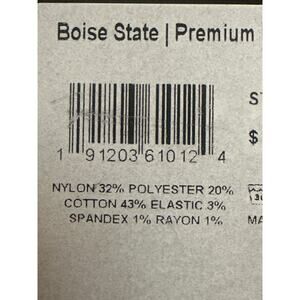 Boise State | Premium
1 91203 61012 4
NYLON 32% POLYESTER 20%
COTTON 43% ELASTIC 3%
SPANDEX 1% RAYON 1%
$